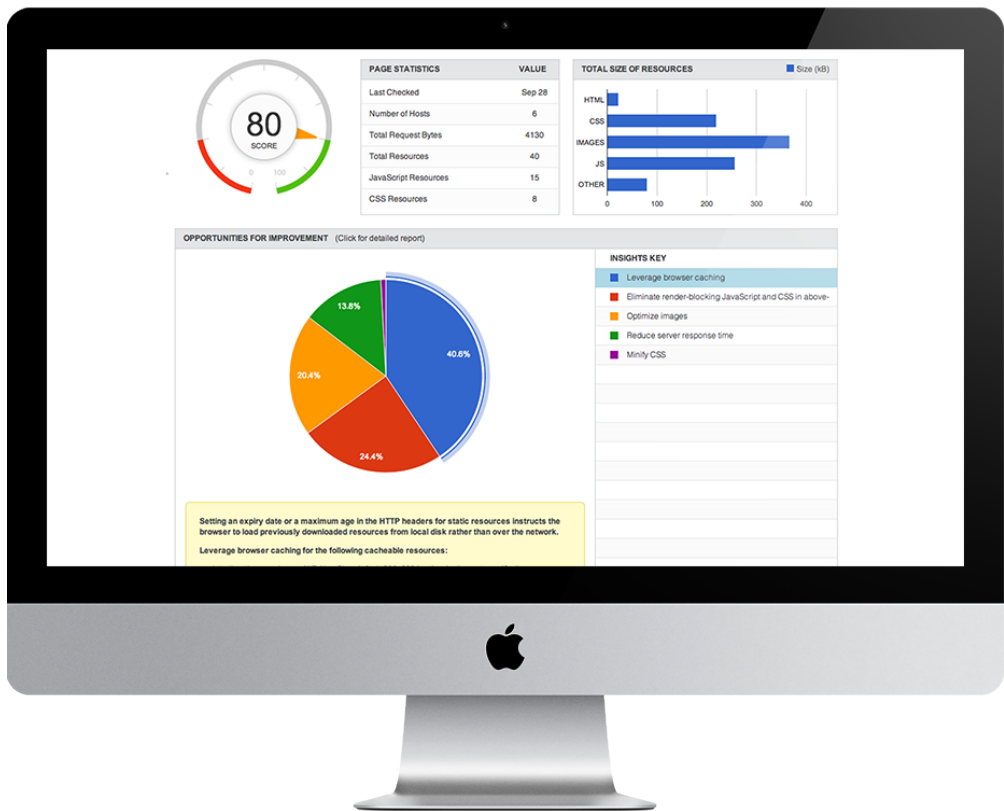 80
SCORE
0 100
PAGE STATISTICS VALUE
Last Checked Sep 28
Number of Hosts 6
Total Request Bytes 4130
Total Resources 40
JavaScript Resources 15
CSS Resources 8
TOTAL SIZE OF RESOURCES Size (kB)
HTML
CSS
IMAGES
JS
OTHER
0 100 200 300 400
OPPORTUNITIES FOR IMPROVEMENT (Click for detailed report)
13.8%
40.6%
20.4%
24.4%
INSIGHTS KEY
Leverage browser caching
Eliminate render-blocking JavaScript and CSS in above-
Optimize images
Reduce server response time
Minify CSS
Setting an expiry date or a maximum age in the HTTP headers for static resources instructs the
browser to load previously downloaded resources from local disk rather than over the network.
Leverage browser caching for the following cacheable resources: